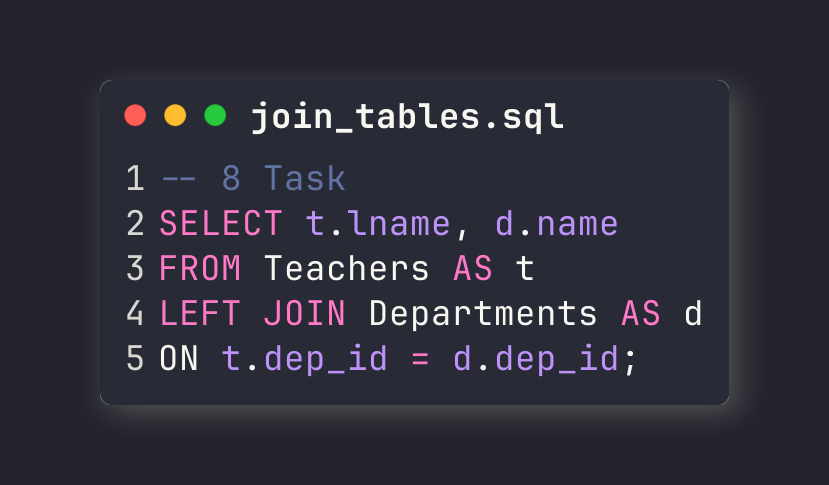 join_tables.sql
1 -- 8 Task
2 SELECT t.lname, d.name
3 FROM Teachers AS t
4 LEFT JOIN Departments AS d
5 ON t.dep_id = d.dep_id;